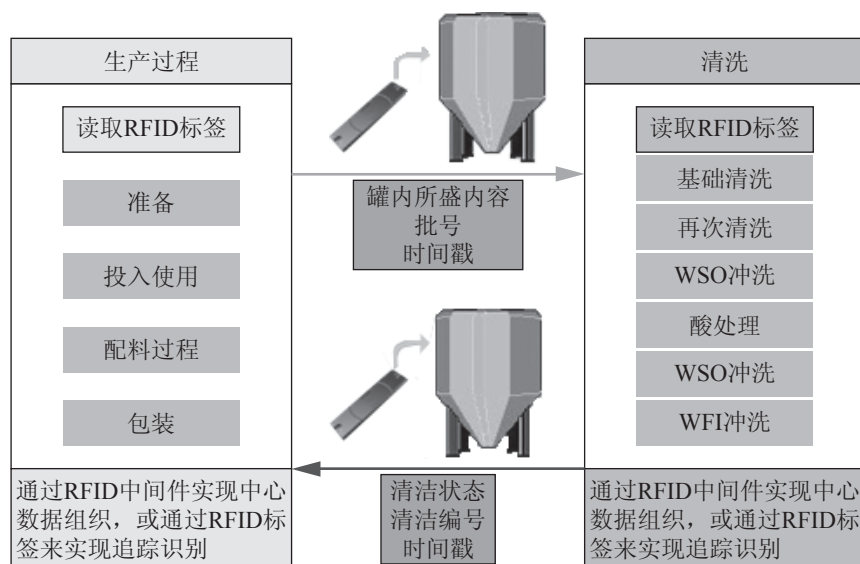 生产过程
读取RFID标签
准备
投入使用
配料过程
包装
通过RFID中间件实现中心
数据组织，或通过RFID标
签来实现追踪识别
罐内所盛内容
批号
时间戳
清洁状态
清洁编号
时间戳
清洗
读取RFID标签
基础清洗
再次清洗
WSO冲洗
酸处理
WSO冲洗
WFI冲洗
通过RFID中间件实现中心
数据组织，或通过RFID标
签来实现追踪识别